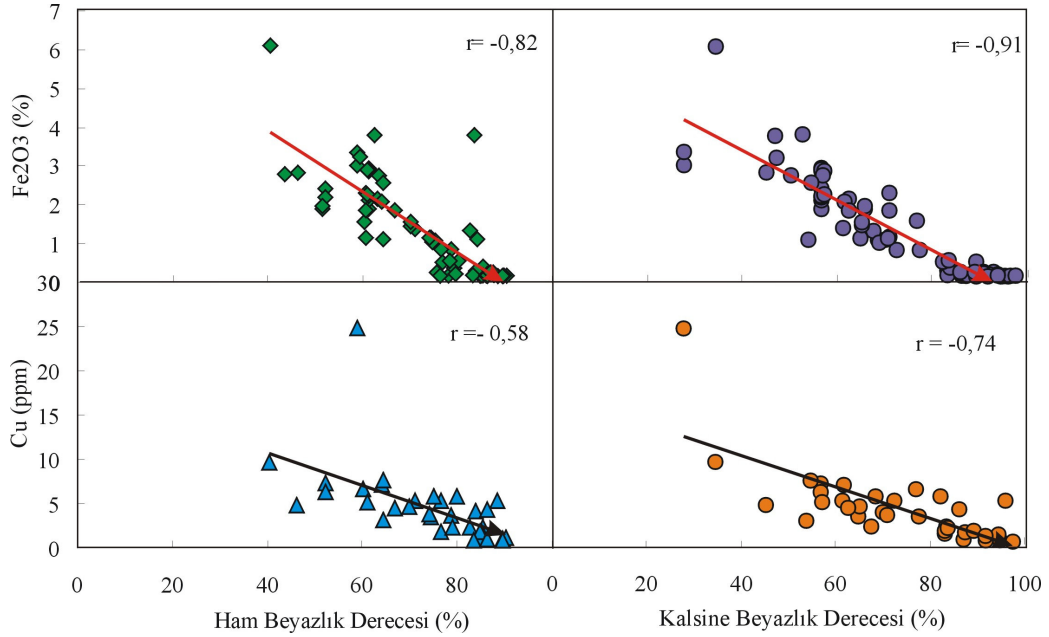 7
6
5
4
3
2
1
0
Fe2O3 (%)
r= -0,82
r= -0,91
30
25
20
15
10
5
0
Cu (ppm)
r =- 0,58
r = -0,74
0 20 40 60 80 0 20 40 60 80 100
Ham Beyazlık Derecesi (%)
Kalsine Beyazlık Derecesi (%)